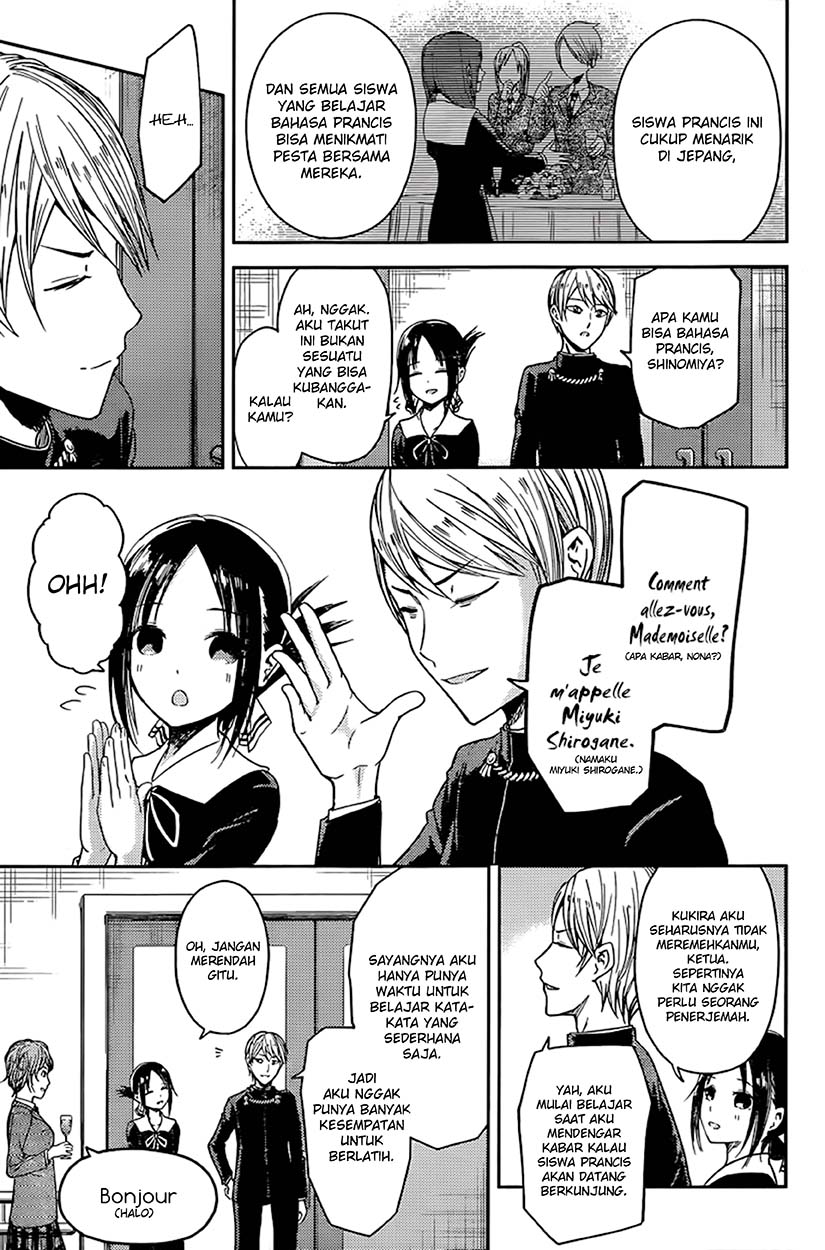 SISWA PRANCIS INI
CUKUP MENARIK
DI JEPANG,
DAN SEMUA SISWA
YANG BELAJAR
BAHASA PRANCIS
BISA MENIKMATI
PESTA BERSAMA
MEREKA.
HEH...
APA KAMU
BISA BAHASA
PRANCIS,
SHINOMIYA?
AH, NGGAK.
AKU TAKUT
INI BUKAN
SESUATU
YANG BISA
KUBANGGA-
KAN.
KALAU
KAMU?
Comment
allez-vous,
Mademoiselle?
(APA KABAR, NONA?)
Je
m'appelle
Miyuki
Shirogane.
(NAMAKU
MIYUKI SHIROGANE.)
OHH!
KUKIRA AKU
SEHARUSNYA TIDAK
MEREMEHKANMU,
KETUA.
SEPERTINYA
KITA NGGAK
PERLU SEORANG
PENERJEMAH.
YAH, AKU
MULAI BELAJAR
SAAT AKU
MENDENGAR
KABAR KALAU
SISWA PRANCIS
AKAN DATANG
BERKUNJUNG.
SAYANGNYA AKU
HANYA PUNYA
WAKTU UNTUK
BELAJAR KATA-
KATA YANG
SEDERHANA
SAJA.
JADI
AKU NGGAK
PUNYA BANYAK
KESEMPATAN
UNTUK
BERLATIH.
OH, JANGAN
MERENDAH
GITU.
Bonjour
(HALO)